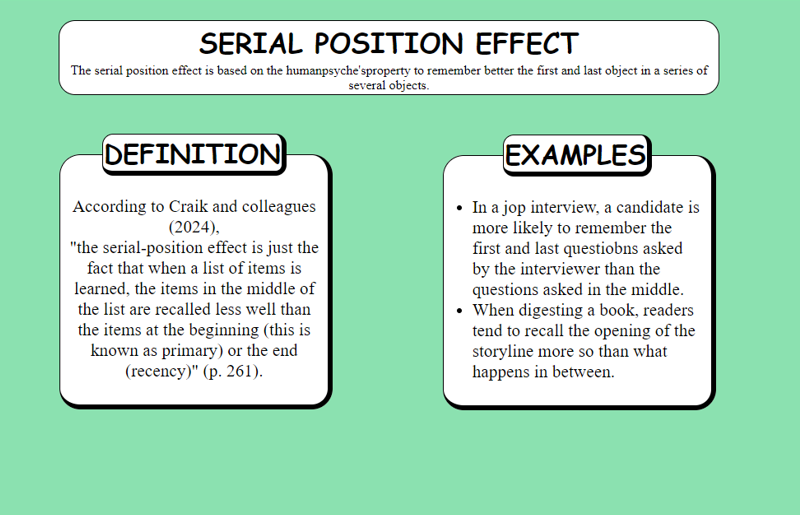 SERIAL POSITION EFFECT
The serial position effect is based on the humanpsyche'sproperty to remember better the first and last object in a series of
several objects.
DEFINITION
According to Craik and colleagues
(2024),
"the serial-position effect is just the
fact that when a list of items is
learned, the items in the middle of
the list are recalled less well than
the items at the beginning (this is
known as primary) or the end
(recency)" (p. 261).
EXAMPLES
• In a jop interview, a candidate is
more likely to remember the
first and last questiobns asked
by the interviewer than the
questions asked in the middle.
• When digesting a book, readers
tend to recall the opening of the
storyline more so than what
happens in between.